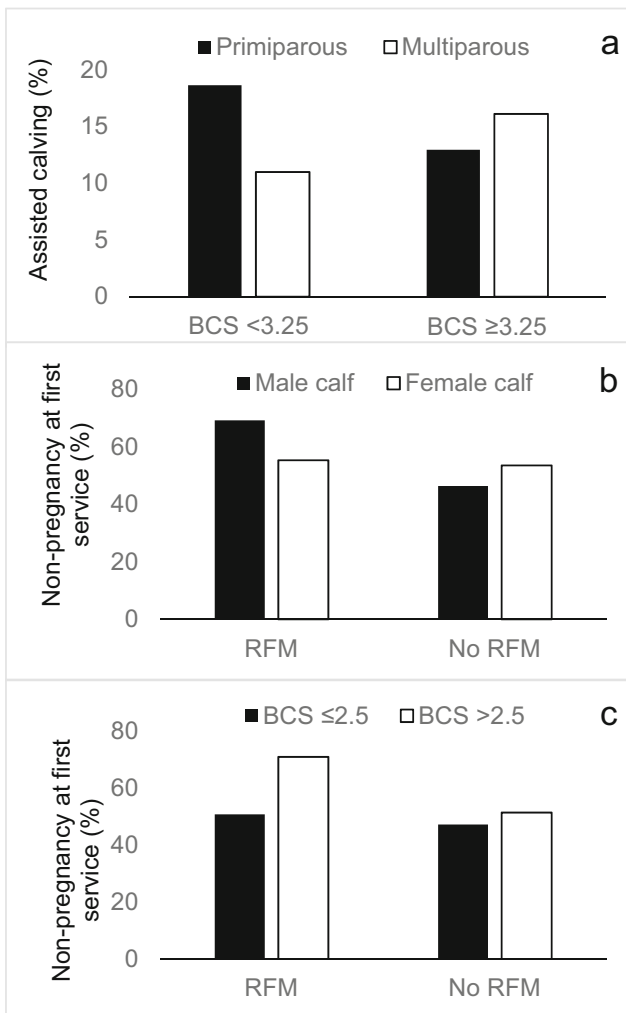 ■ Primiparous □ Multiparous
a
Assisted calving (%)
20
15
10
5
0
BCS <3.25 BCS ≥3.25
■ Male calf □ Female calf
b
Non-pregnancy at first
service (%)
80
60
40
20
0
RFM No RFM
■ BCS ≤2.5 □ BCS >2.5
c
Non-pregnancy at first
service (%)
80
60
40
20
0
RFM No RFM